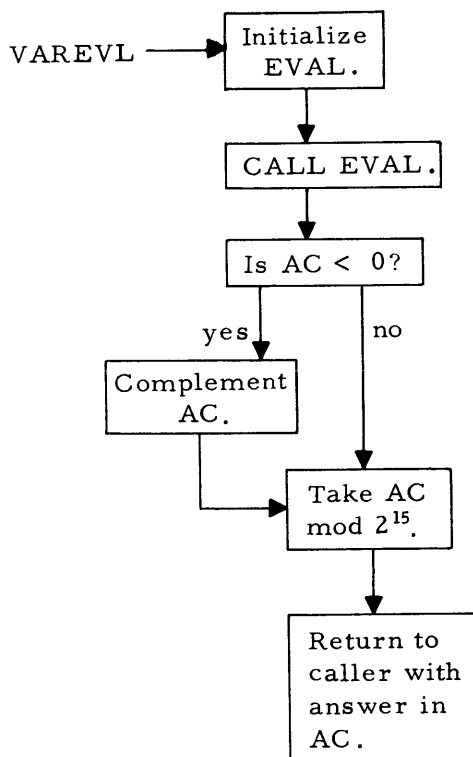 VAREVL
Initialize
EVAL.
CALL EVAL.
Is AC < 0?
yes
no
Complement
AC.
Take AC
mod 2¹⁵.
Return to
caller with
answer in
AC.